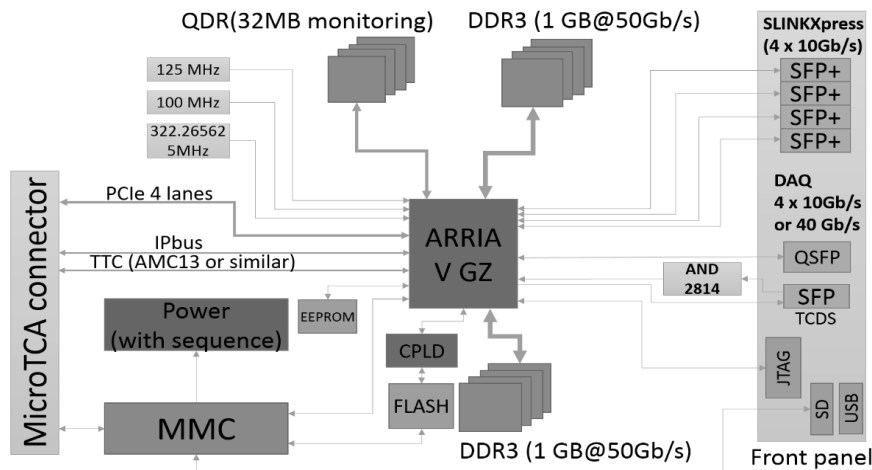 QDR(32MB monitoring)
DDR3 (1 GB@50Gb/s)
SLINKXpress
(4 x 10Gb/s)
125 MHz
100 MHz
322.26562
5MHz
SFP+
SFP+
SFP+
SFP+
MicroTCA connector
PCIe 4 lanes
IPbus
TTC (AMC13 or similar)
ARRIA
V GZ
DAQ
4 x 10Gb/s
or 40 Gb/s
QSFP
AND
2814
SFP
TCDS
Power
(with sequence)
EEPROM
CPLD
FLASH
MMC
DDR3 (1 GB@50Gb/s)
JTAG
SD
USB
Front panel